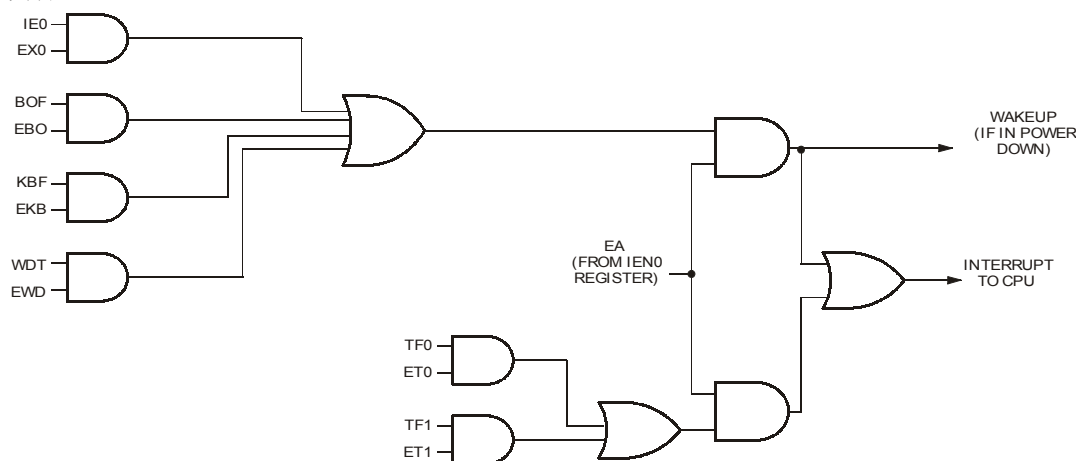 IE0
EX0
BOF
EBO
KBF
EKB
WDT
EWD
WAKEUP
(IF IN POWER
DOWN)
EA
(FROM IEN0
REGISTER)
INTERRUPT
TO CPU
TF0
ET0
TF1
ET1